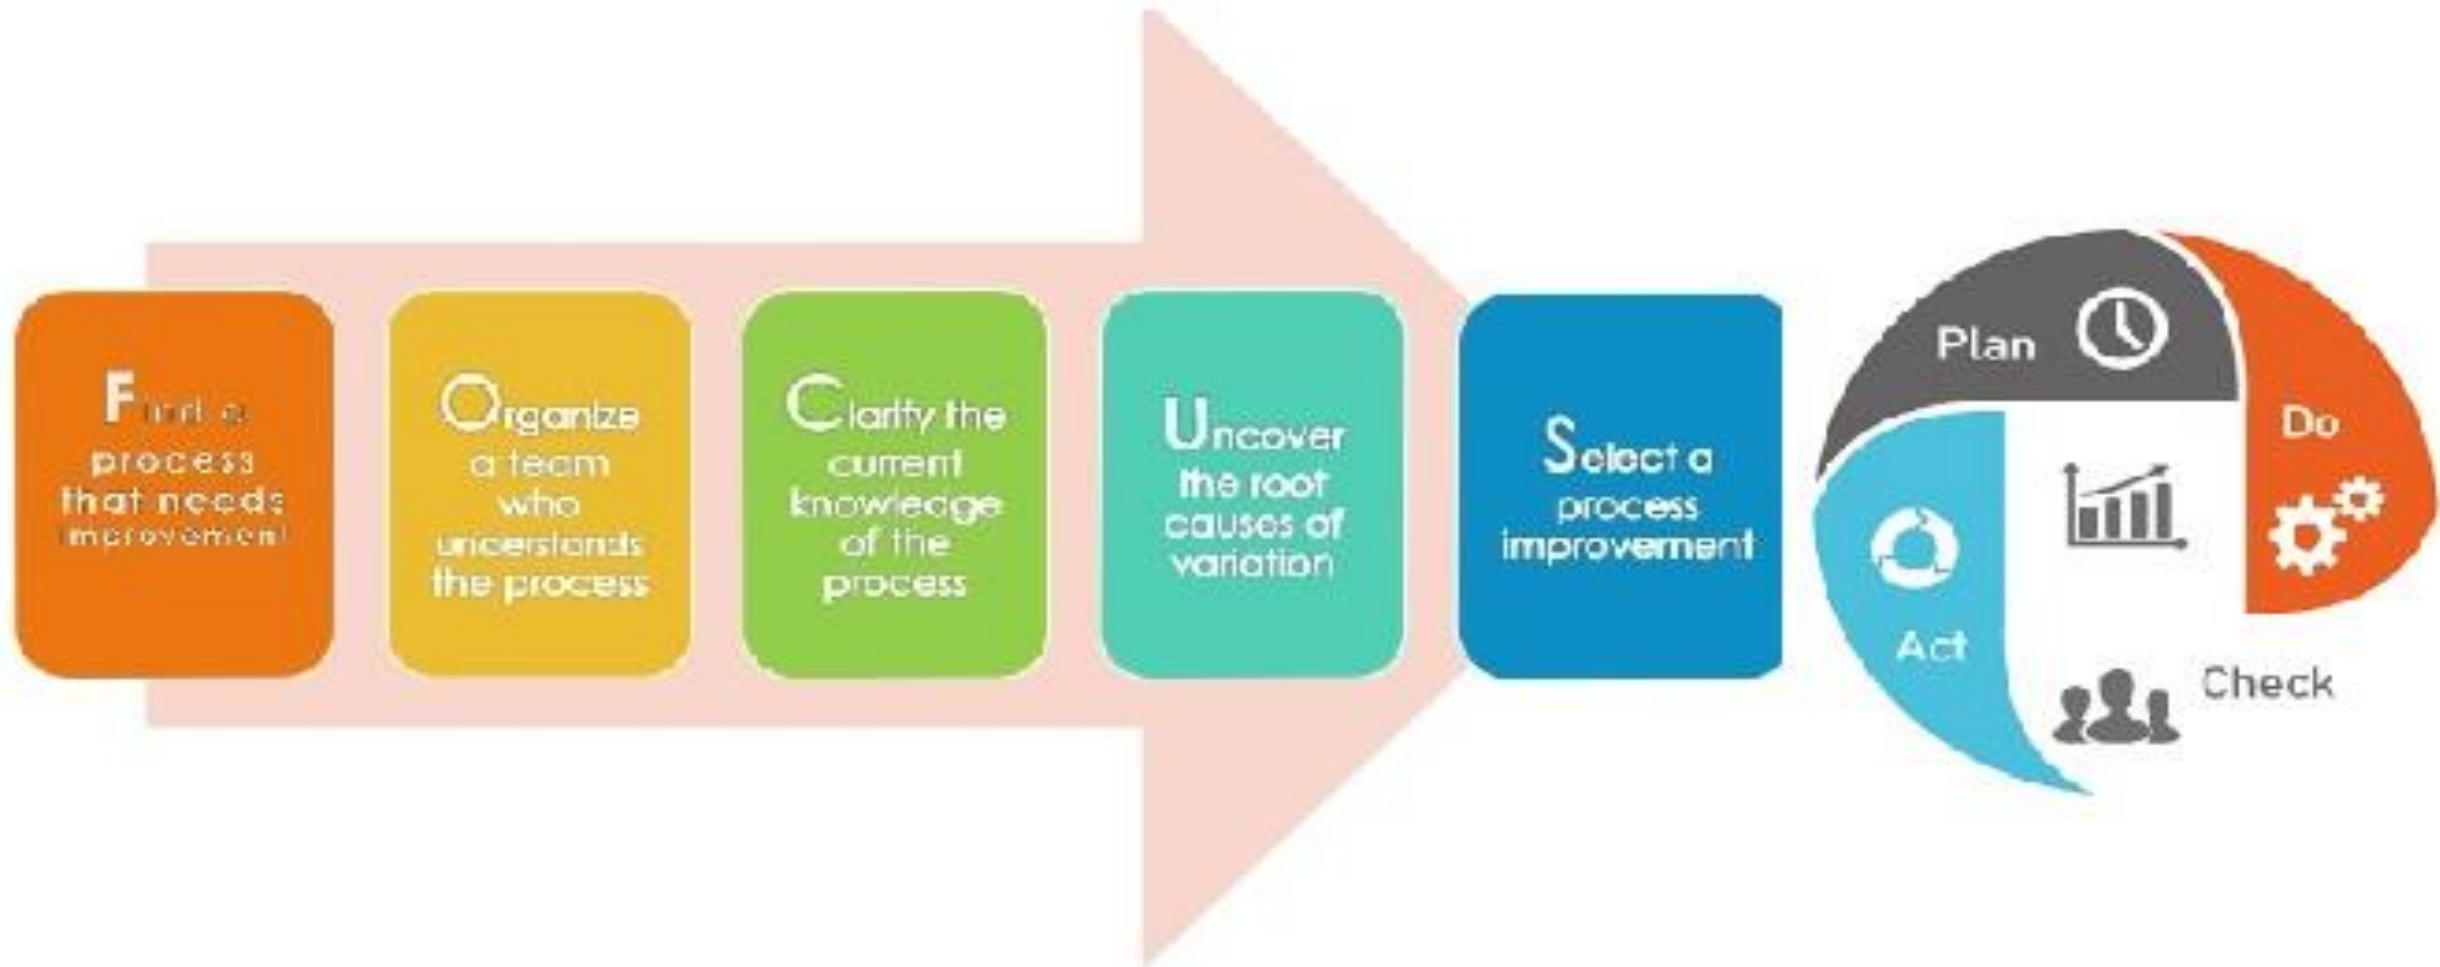 Find a
process
that needs
improvement
Organize
a team
who
understands
the process
Clarify the
current
knowledge
of the
process
Uncover
the root
causes of
variation
Select a
process
improvement
Plan
Do
Act
Check